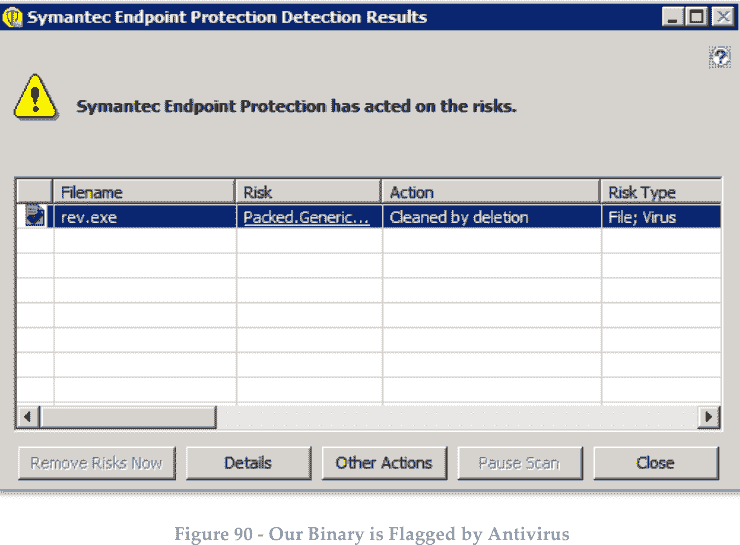 Symantec Endpoint Protection Detection Results
?
Symantec Endpoint Protection has acted on the risks.
Filename Risk Action Risk Type
rev.exe Packed.Generic... Cleaned by deletion File; Virus
Remove Risks Now Details Other Actions Pause Scan Close
Figure 90 - Our Binary is Flagged by Antivirus